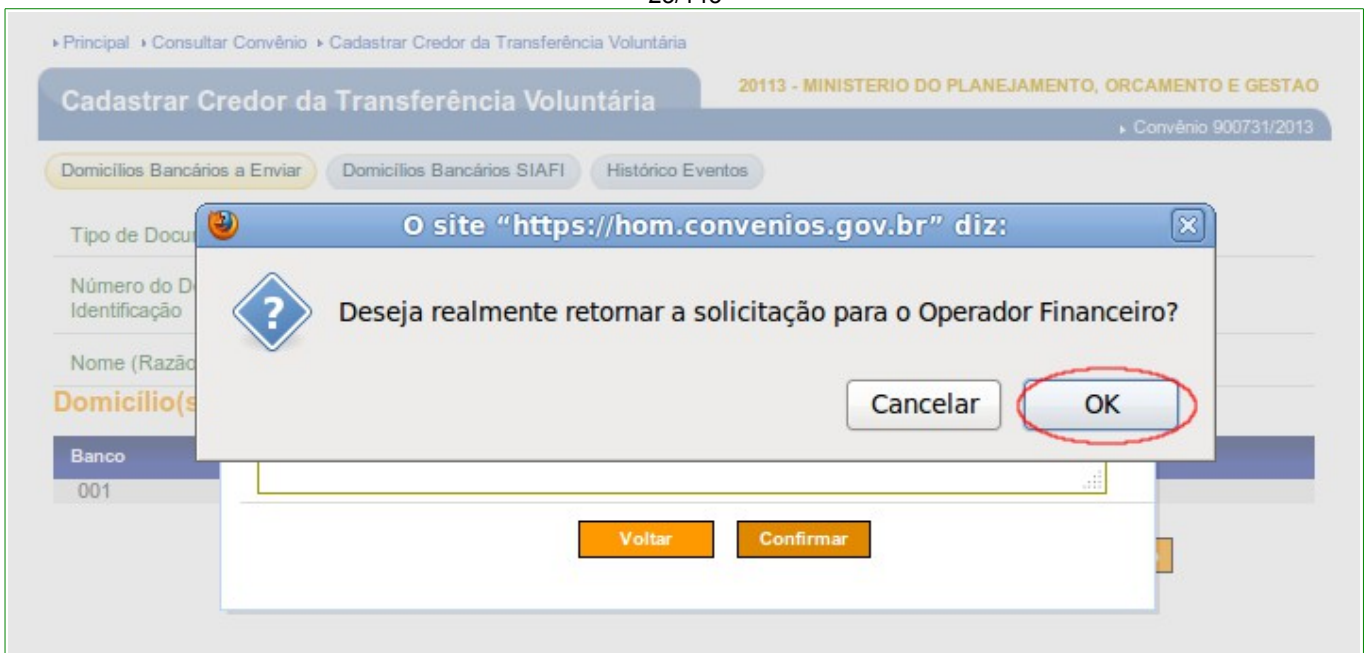 Principal Consultar Convênio Cadastrar Credor da Transferência Voluntária
Cadastrar Credor da Transferência Voluntária
20113 - MINISTERIO DO PLANEJAMENTO, ORCAMENTO E GESTAO
Convênio 900731/2013
Domicílios Bancários a Enviar Domicílios Bancários SIAFI Histórico Eventos
O site "https://hom.convenios.gov.br" diz:
Tipo de
Número do
Identificação
Deseja realmente retornar a solicitação para o Operador Financeiro?
Nome (Razão
Cancelar OK
Domicílio(s
Banco
001
Voltar Confirmar